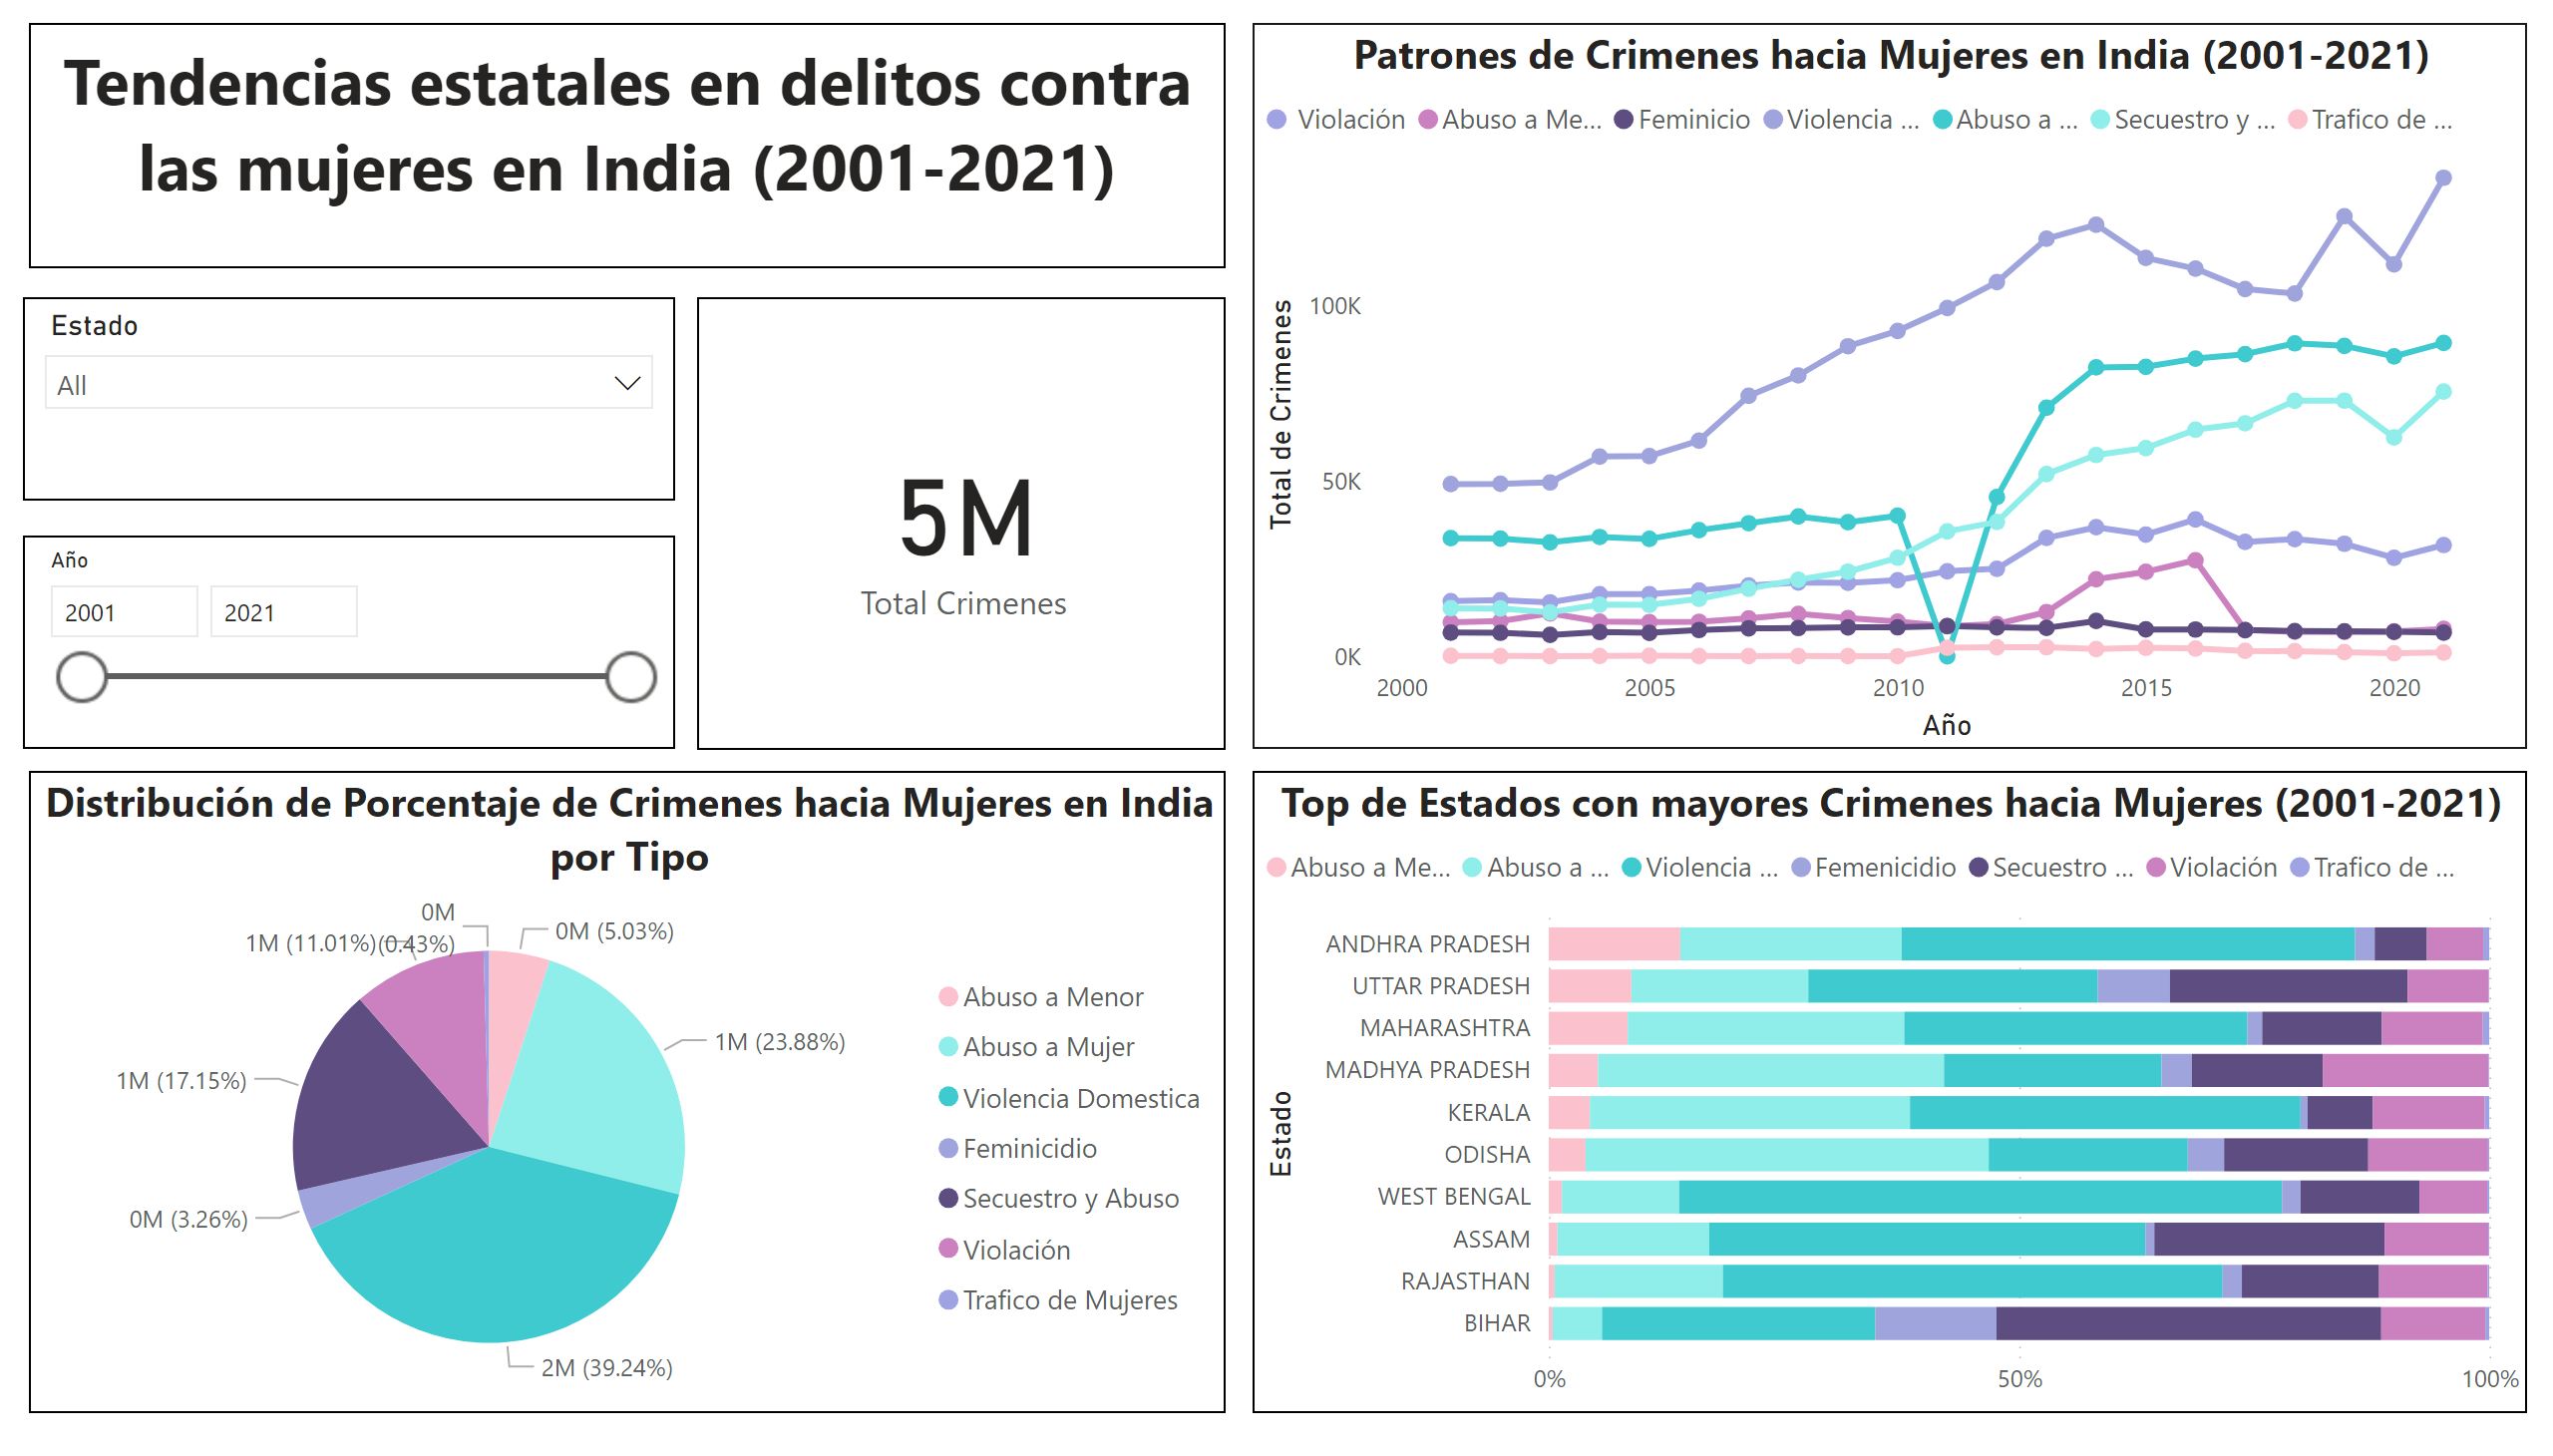 Tendencias estatales en delitos contra
las mujeres en India (2001-2021)
Estado
All
Año
2001 2021
5M
Total Crimenes
Patrones de Crimenes hacia Mujeres en India (2001-2021)
Violación Abuso a Me... Feminicio Violencia ... Abuso a ... Secuestro y ... Trafico de ...
Total de Crimenes
100K
50K
0K
2000 2005 2010 2015 2020
Año
Distribución de Porcentaje de Crimenes hacia Mujeres en India
por Tipo
0M
(0.43%)
0M (5.03%)
1M (11.01%)
1M (23.88%)
1M (17.15%)
0M (3.26%)
2M (39.24%)
Abuso a Menor
Abuso a Mujer
Violencia Domestica
Feminicidio
Secuestro y Abuso
Violación
Trafico de Mujeres
Top de Estados con mayores Crimenes hacia Mujeres (2001-2021)
Abuso a Me... Abuso a ... Violencia ... Femenicidio Secuestro ... Violación Trafico de ...
Estado
ANDHRA PRADESH
UTTAR PRADESH
MAHARASHTRA
MADHYA PRADESH
KERALA
ODISHA
WEST BENGAL
ASSAM
RAJASTHAN
BIHAR
0% 50% 100%